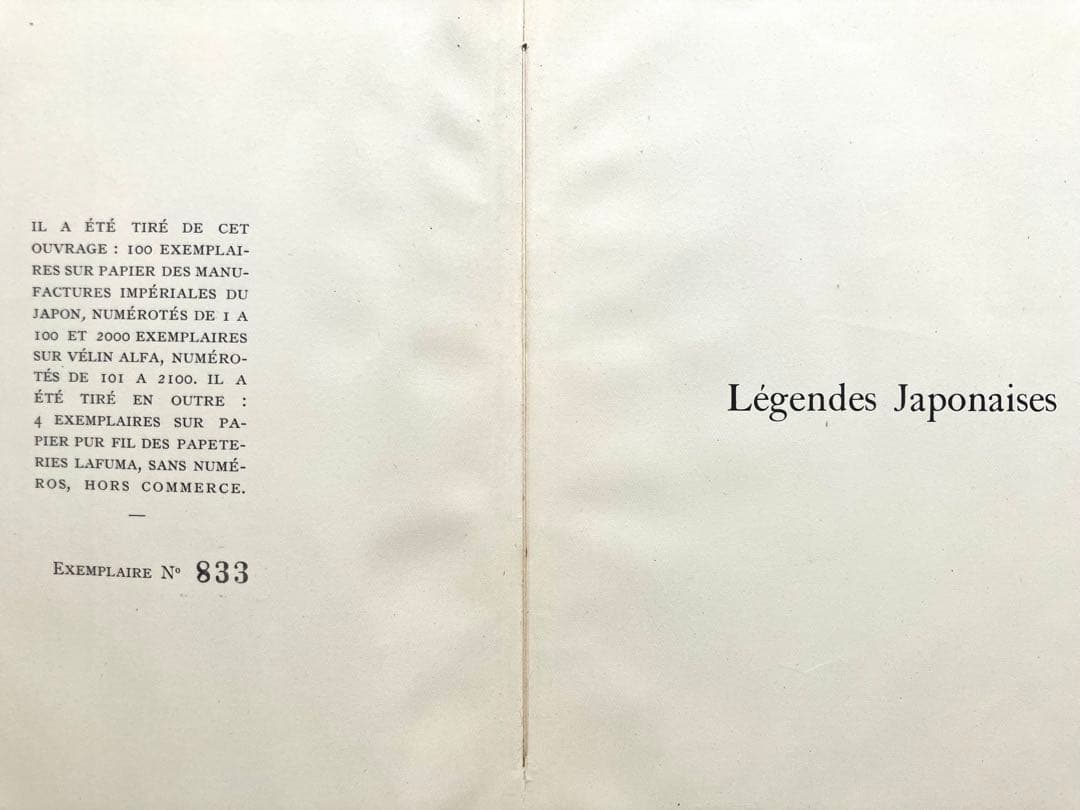 IL A ÉTÉ TIRÉ DE CET
OUVRAGE : 100 EXEMPLAI-
RES SUR PAPIER DES MANU-
FACTURES IMPÉRIALES DU
JAPON, NUMÉROTÉS DE 1 A
100 ET 2000 EXEMPLAIRES
SUR VÉLIN ALFA, NUMÉRO-
TÉS DE 101 A 2100. IL A
ÉTÉ TIRÉ EN OUTRE :
4 EXEMPLAIRES SUR PA-
PIER PUR FIL DES PAPETE-
RIES LAFUMA, SANS NUMÉ-
ROS, HORS COMMERCE.
—
EXEMPLAIRE Nº 833
Légendes Japonaises